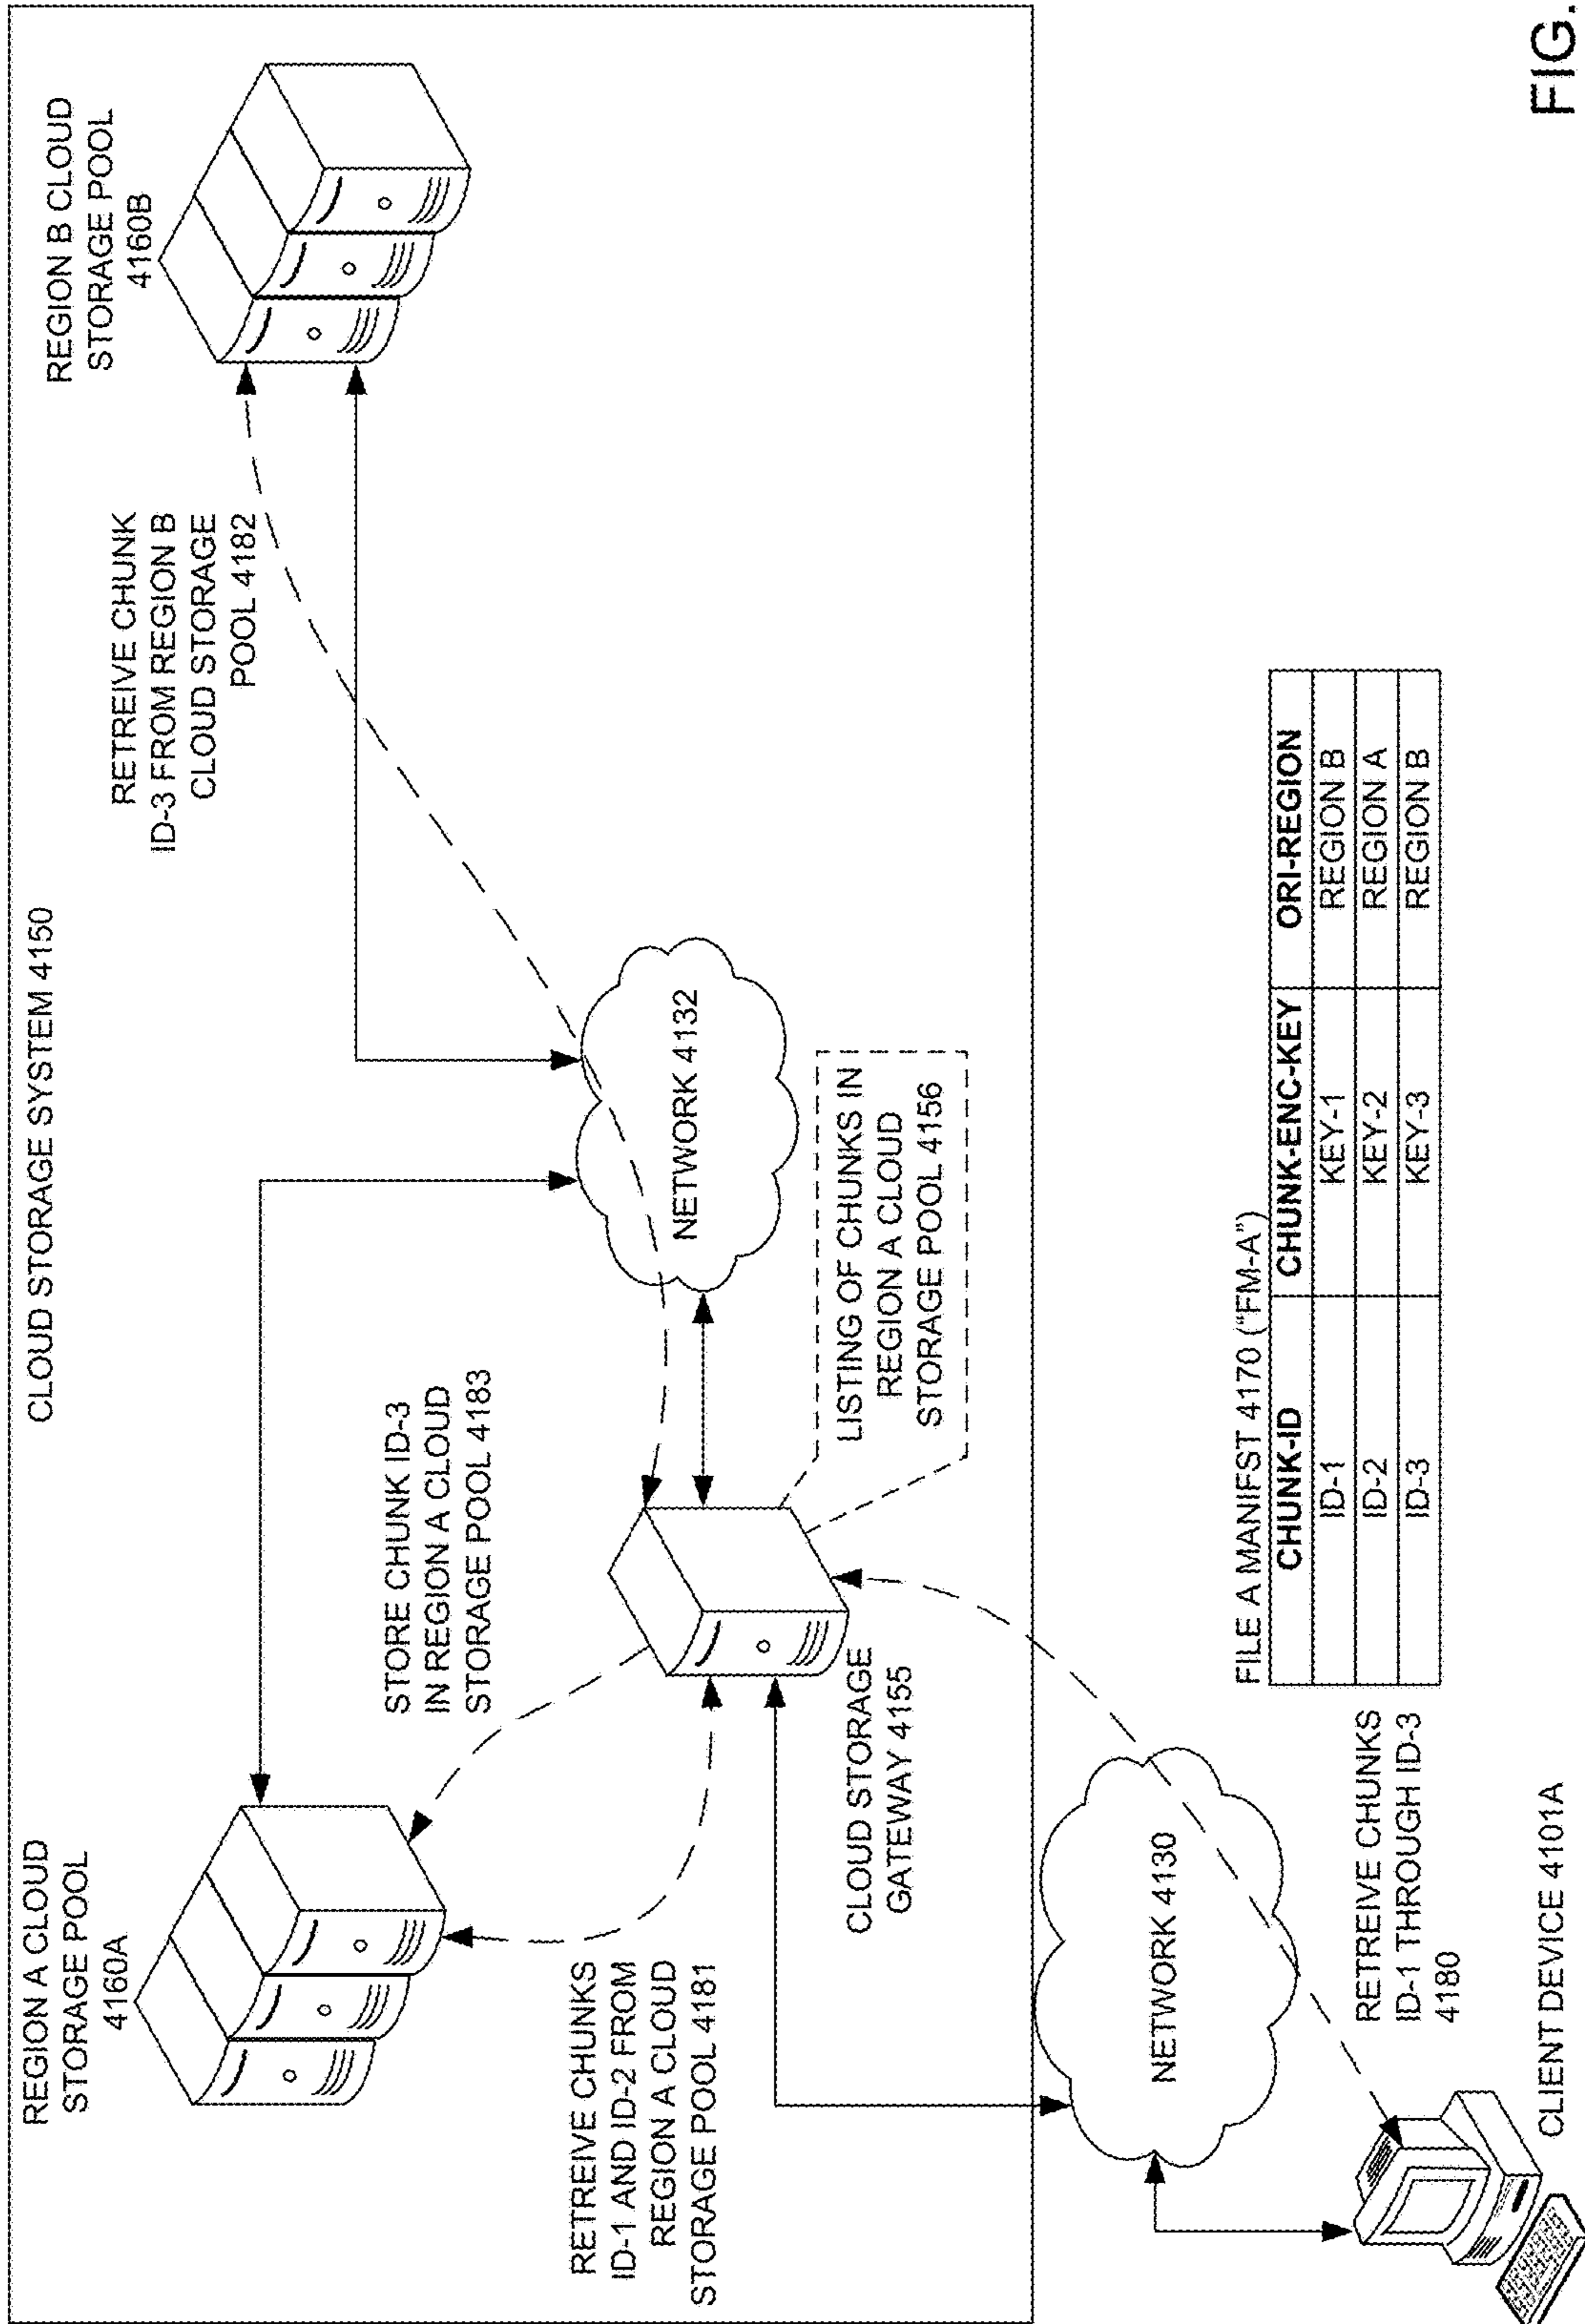 CLOUD STORAGE SYSTEM 4150
REGION A CLOUD
STORAGE POOL
4160A
REGION B CLOUD
STORAGE POOL
4160B
RETREIVE CHUNK
ID-3 FROM REGION B
CLOUD STORAGE
POOL 4182
STORE CHUNK ID-3
IN REGION A CLOUD
STORAGE POOL 4183
RETREIVE CHUNKS
ID-1 AND ID-2 FROM
REGION A CLOUD
STORAGE POOL 4181
NETWORK 4132
CLOUD STORAGE
GATEWAY 4155
LISTING OF CHUNKS IN
REGION A CLOUD
STORAGE POOL 4156
NETWORK 4130
RETREIVE CHUNKS
ID-1 THROUGH ID-3
4180
CLIENT DEVICE 4101A
FILE A MANIFST 4170 ("FM-A")
CHUNK-ID CHUNK-ENC-KEY ORI-REGION
ID-1 KEY-1 REGION B
ID-2 KEY-2 REGION A
ID-3 KEY-3 REGION B
FIG.